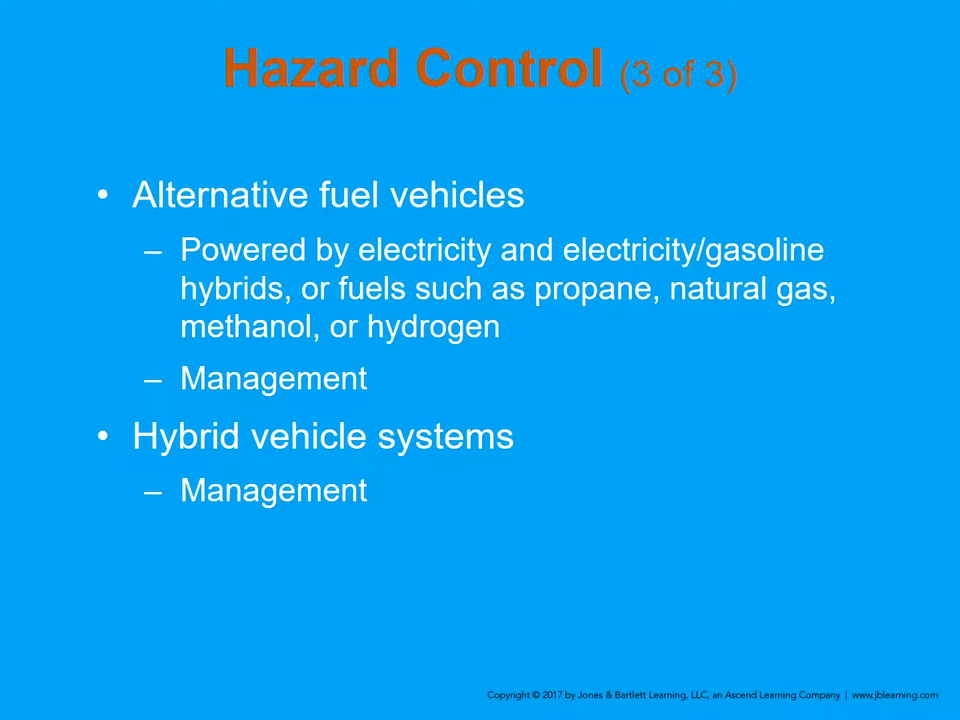 Hazard Control (3 of 3)
• Alternative fuel vehicles
– Powered by electricity and electricity/gasoline
hybrids, or fuels such as propane, natural gas,
methanol, or hydrogen
– Management
• Hybrid vehicle systems
– Management
Copyright © 2017 by Jones & Bartlett Learning, LLC, an Ascend Learning Company | www.jblearning.com